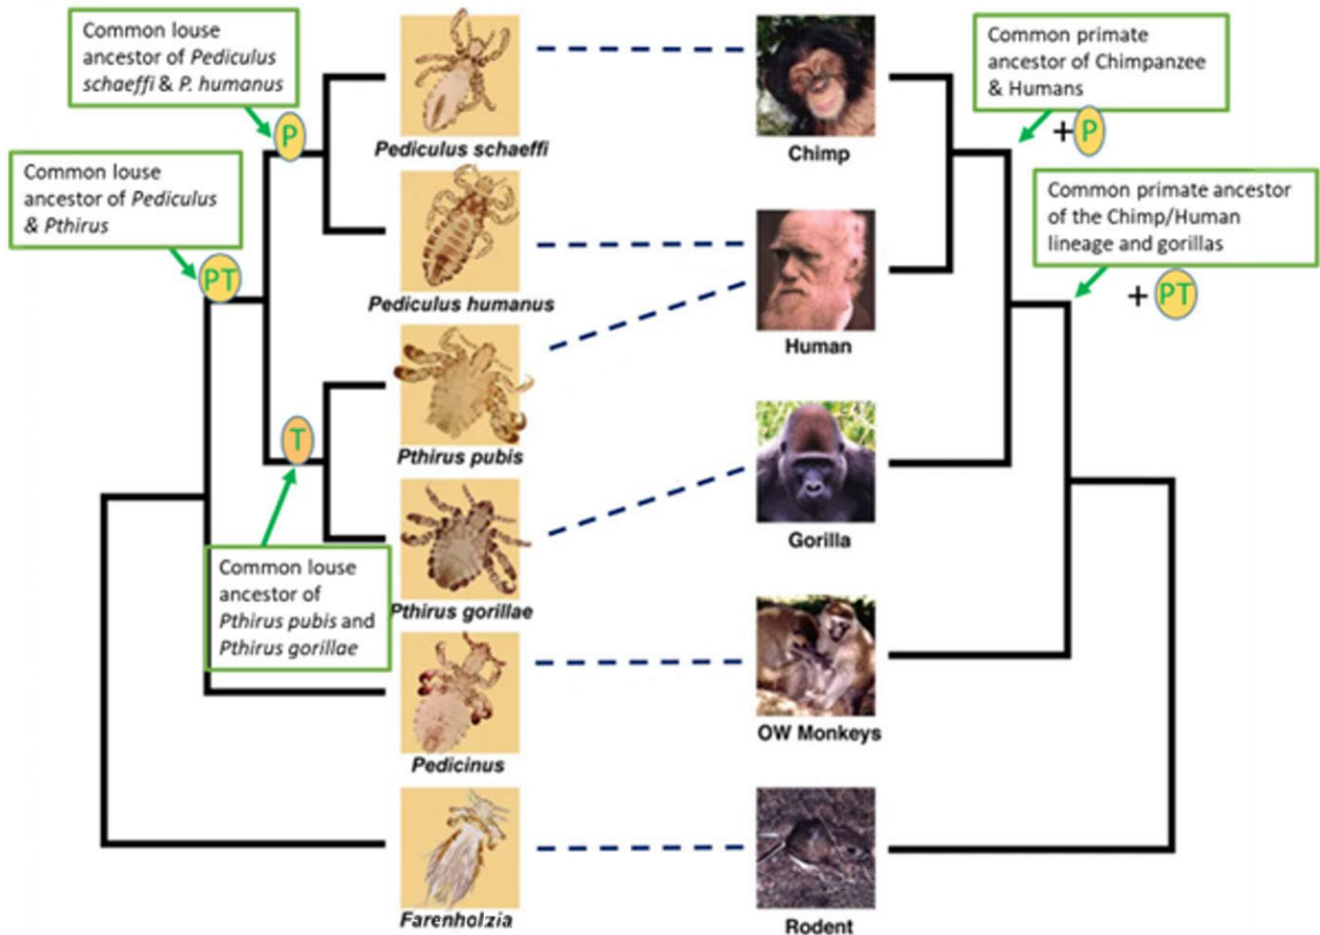 Common louse
ancestor of Pediculus
schaeffi & P. humanus
P
Common louse
ancestor of Pediculus
& Pthirus
PT
T
Common louse
ancestor of
Pthirus pubis and
Pthirus gorillae
Pediculus schaeffi
Pediculus humanus
Pthirus pubis
Pthirus gorillae
Pedicinus
Farenholzia
Chimp
Human
Gorilla
OW Monkeys
Rodent
Common primate
ancestor of Chimpanzee
& Humans
+ P
Common primate ancestor
of the Chimp/Human
lineage and gorillas
+ PT